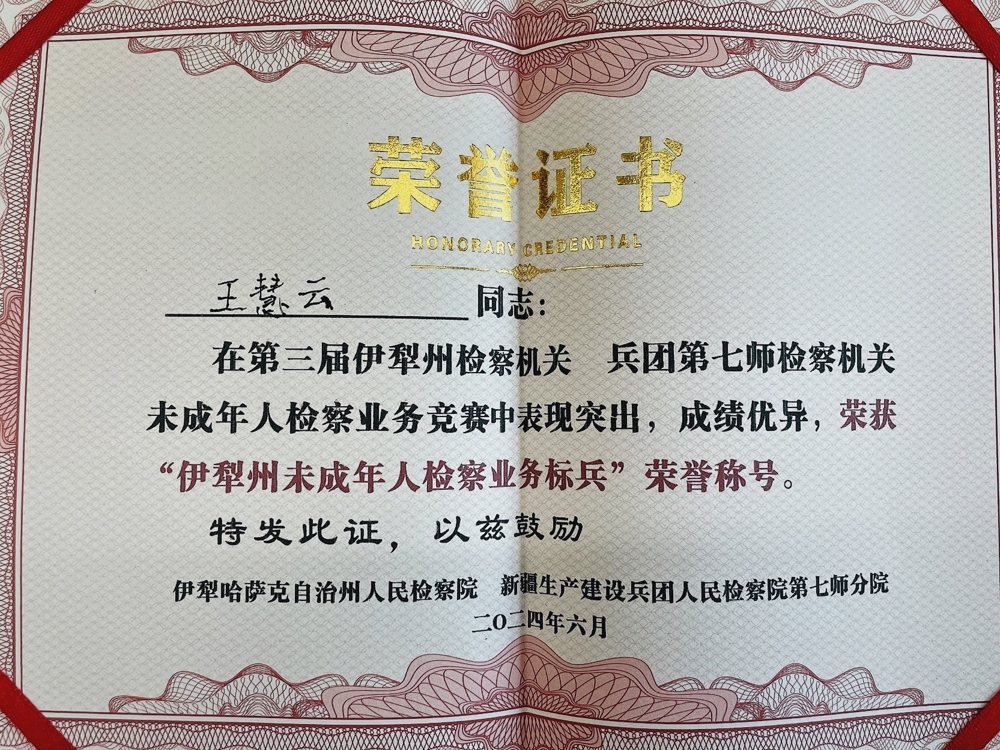 荣誉证书
HONORARY CREDENTIAL
王慧云 同志：
在第三届伊犁州检察机关 兵团第七师检察机关
未成年人检察业务竞赛中表现突出，成绩优异，荣获
“伊犁州未成年人检察业务标兵”荣誉称号。
特发此证，以兹鼓励
伊犁哈萨克自治州人民检察院 新疆生产建设兵团人民检察院第七师分院
二〇二四年六月